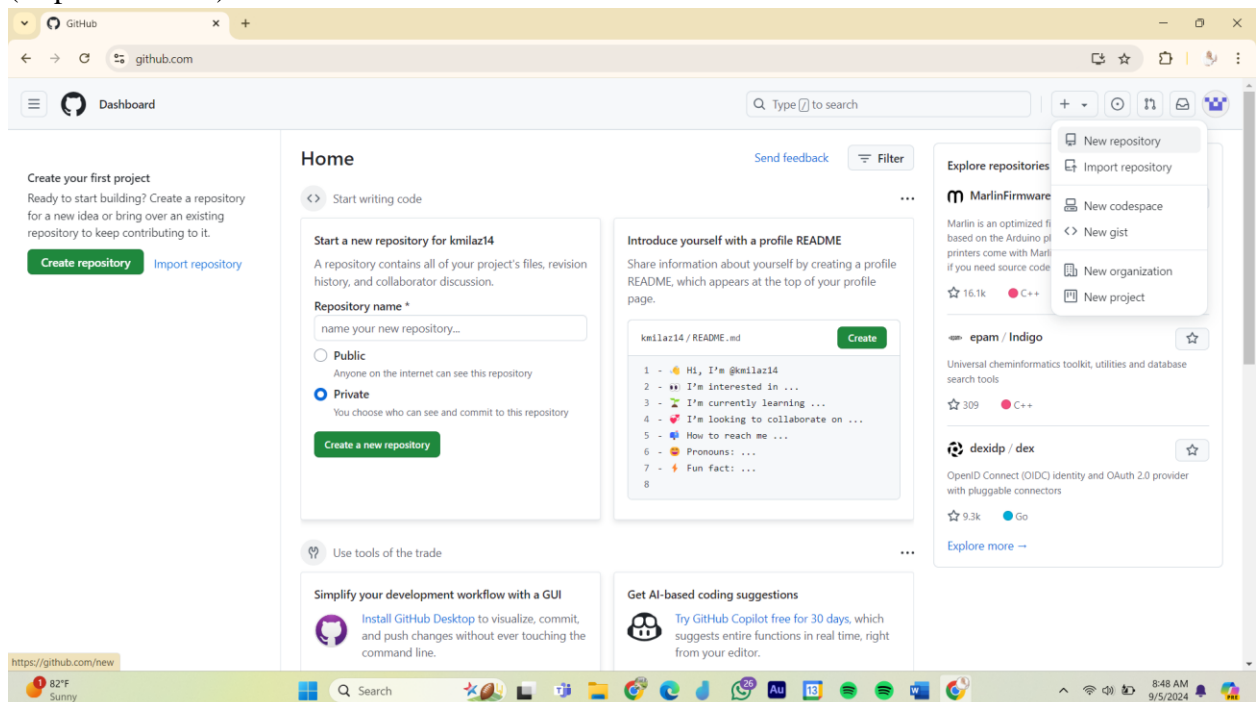 GitHub
github.com
Dashboard
Type / to search
New repository
Import repository
New codespace
New gist
New organization
New project
Create your first project
Ready to start building? Create a repository
for a new idea or bring over an existing
repository to keep contributing to it.
Create repository
Import repository
Home
Send feedback
Filter
Start writing code
Start a new repository for kmilaz14
A repository contains all of your project's files, revision
history, and collaborator discussion.
Repository name *
name your new repository...
Public
Anyone on the internet can see this repository
Private
You choose who can see and commit to this repository
Create a new repository
Introduce yourself with a profile README
Share information about yourself by creating a profile
README, which appears at the top of your profile
page.
kmilaz14 / README.md
Create
1 - 👋 Hi, I'm @kmilaz14
2 - 👀 I'm interested in ...
3 - 🌱 I'm currently learning ...
4 - 💞️ I'm looking to collaborate on ...
5 - 📫 How to reach me ...
6 - 😄 Pronouns: ...
7 - ⚡ Fun fact: ...
8
Use tools of the trade
Simplify your development workflow with a GUI
Install GitHub Desktop to visualize, commit,
and push changes without ever touching the
command line.
Get AI-based coding suggestions
Try GitHub Copilot free for 30 days, which
suggests entire functions in real time, right
from your editor.
Explore repositories
MarlinFirmware
Marlin is an optimized
based on the Arduino
printers come with
if you need source code
16.1k C++
epam / Indigo
Universal cheminformatics toolkit, utilities and database
search tools
309 C++
dexidp / dex
OpenID Connect (OIDC) identity and OAuth 2.0 provider
with pluggable connectors
9.3k Go
Explore more →
https://github.com/new
1
82°F
Sunny
Search
Au
13
8:48 AM
9/5/2024